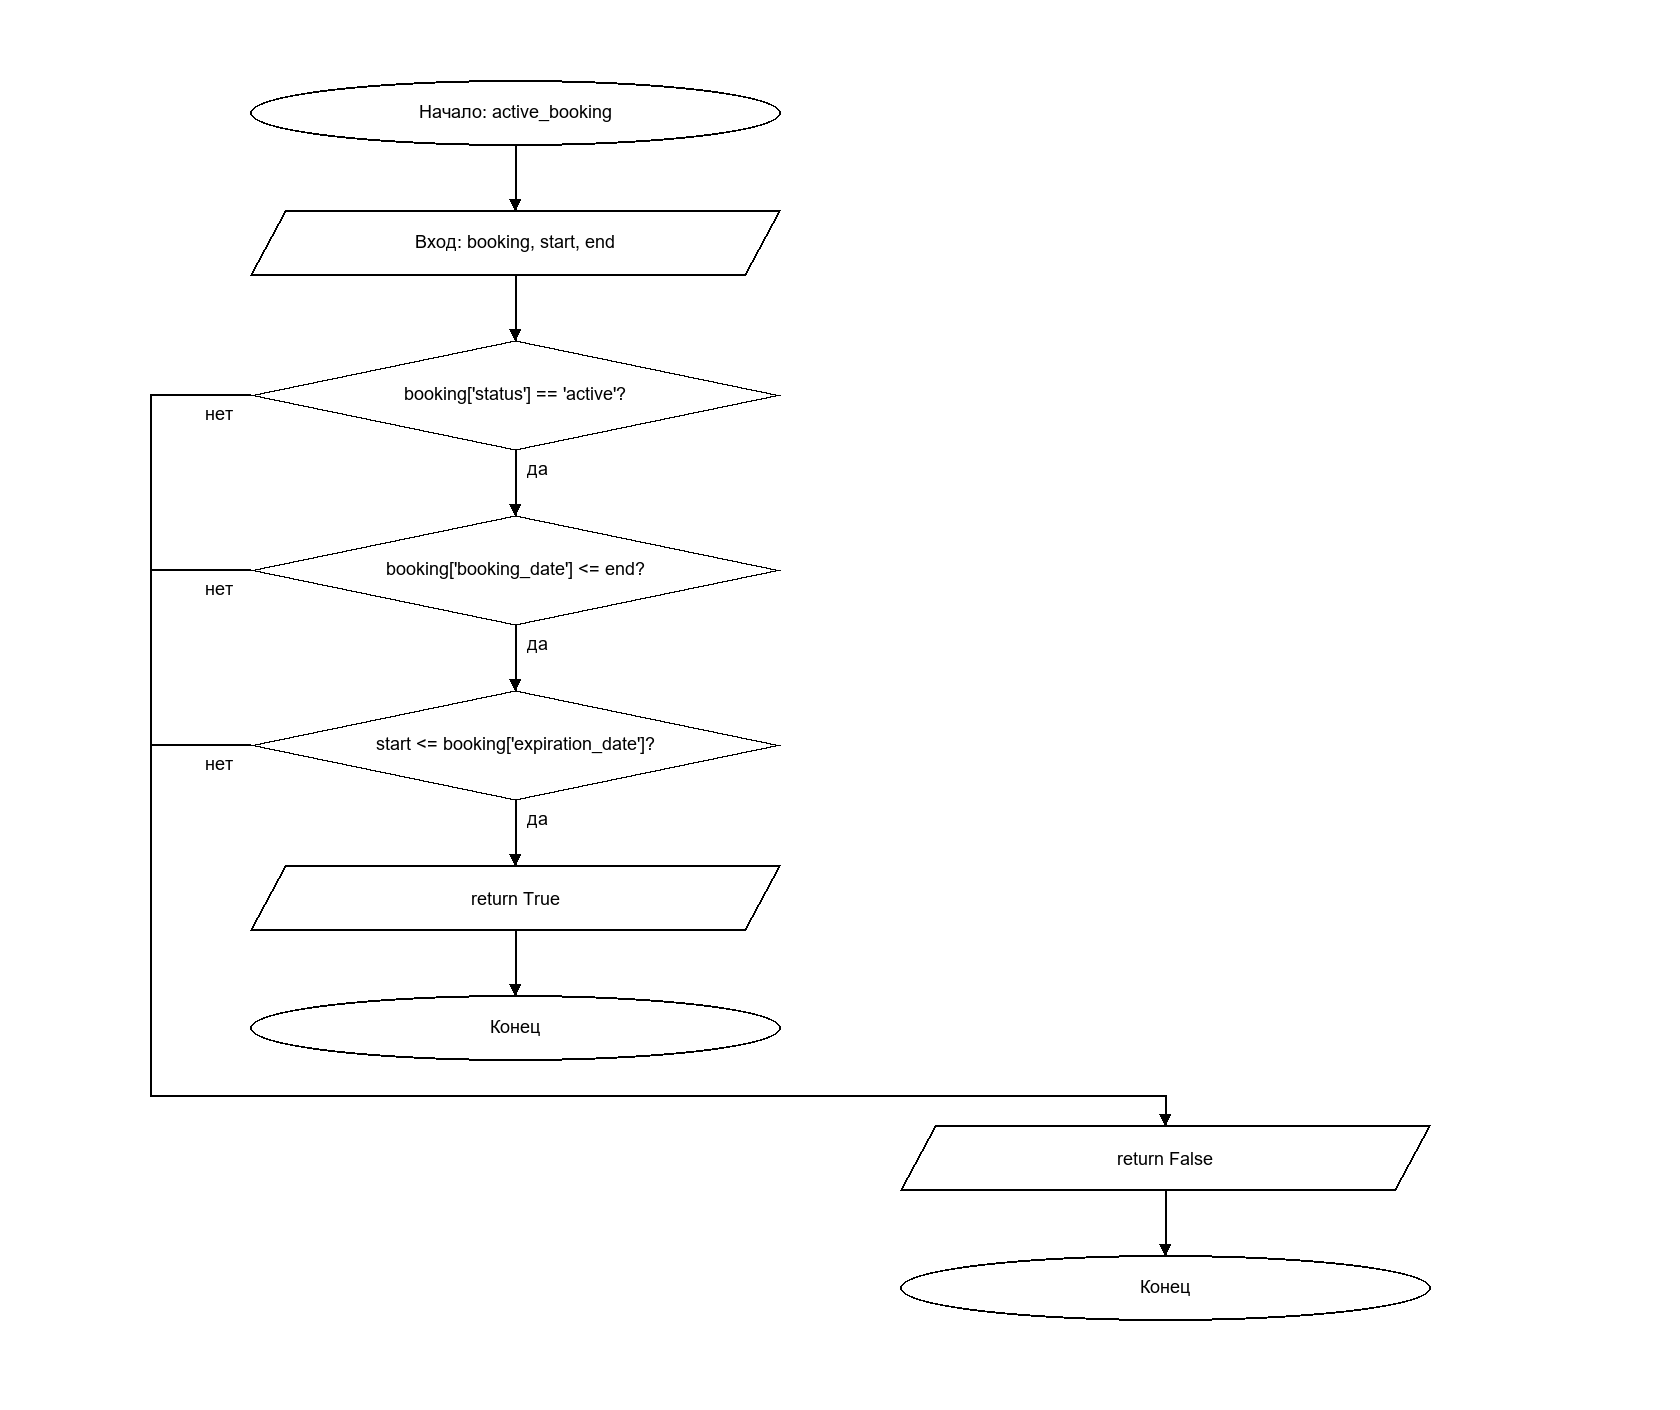 Начало: active_booking
Вход: booking, start, end
booking['status'] == 'active'?
нет
да
booking['booking_date'] <= end?
нет
да
start <= booking['expiration_date']?
нет
да
return True
Конец
return False
Конец